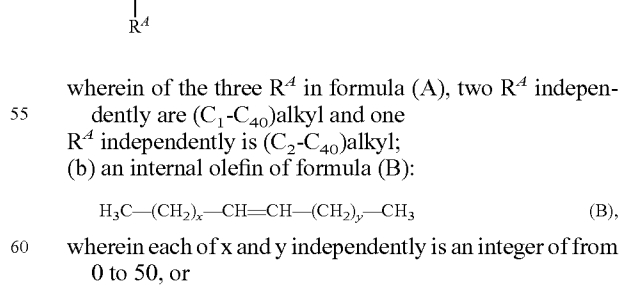 R^A
wherein of the three R^A in formula (A), two R^A indepen-
55 dently are (C₁-C₄₀)alkyl and one
R^A independently is (C₂-C₄₀)alkyl;
(b) an internal olefin of formula (B):
H₃C—(CH₂)ₓ—CH=CH—(CH₂)ᵧ—CH₃ (B),
60 wherein each of x and y independently is an integer of from
0 to 50, or